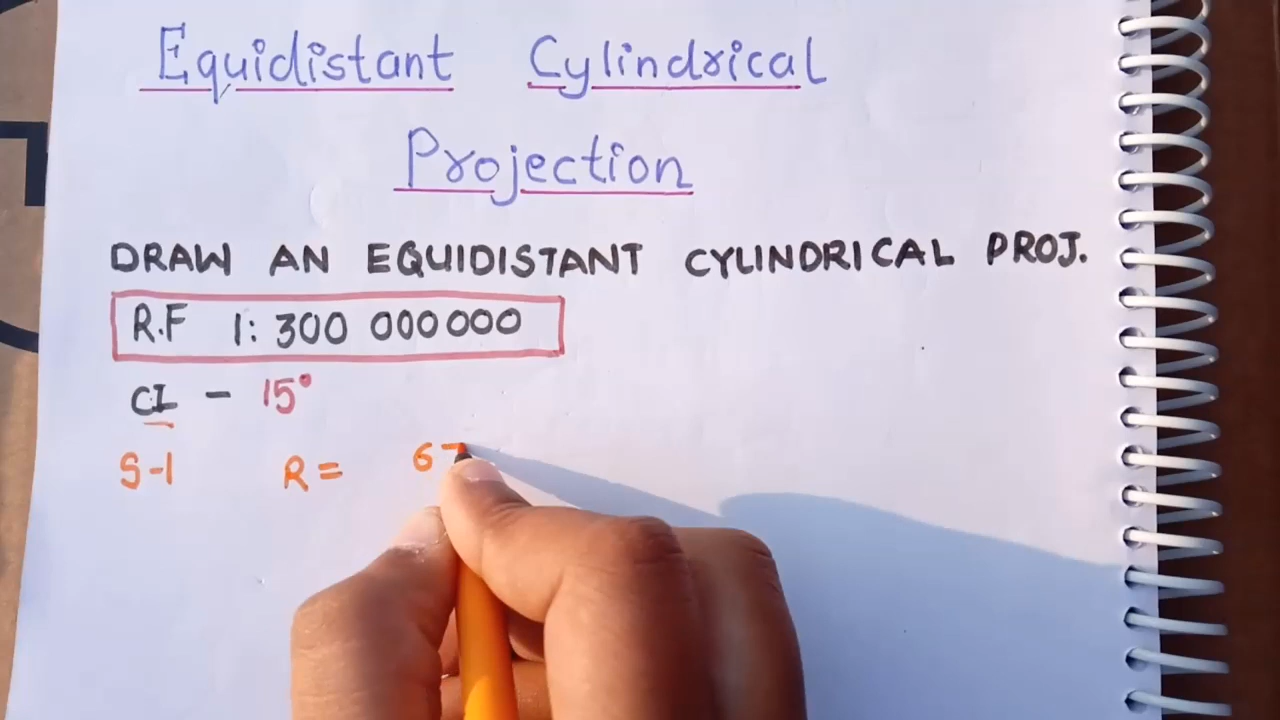 Equidistant Cylindrical
Projection
DRAW AN EQUIDISTANT CYLINDRICAL PROJ.
R.F 1: 300 000000
CI - 15°
S-1 R= 6